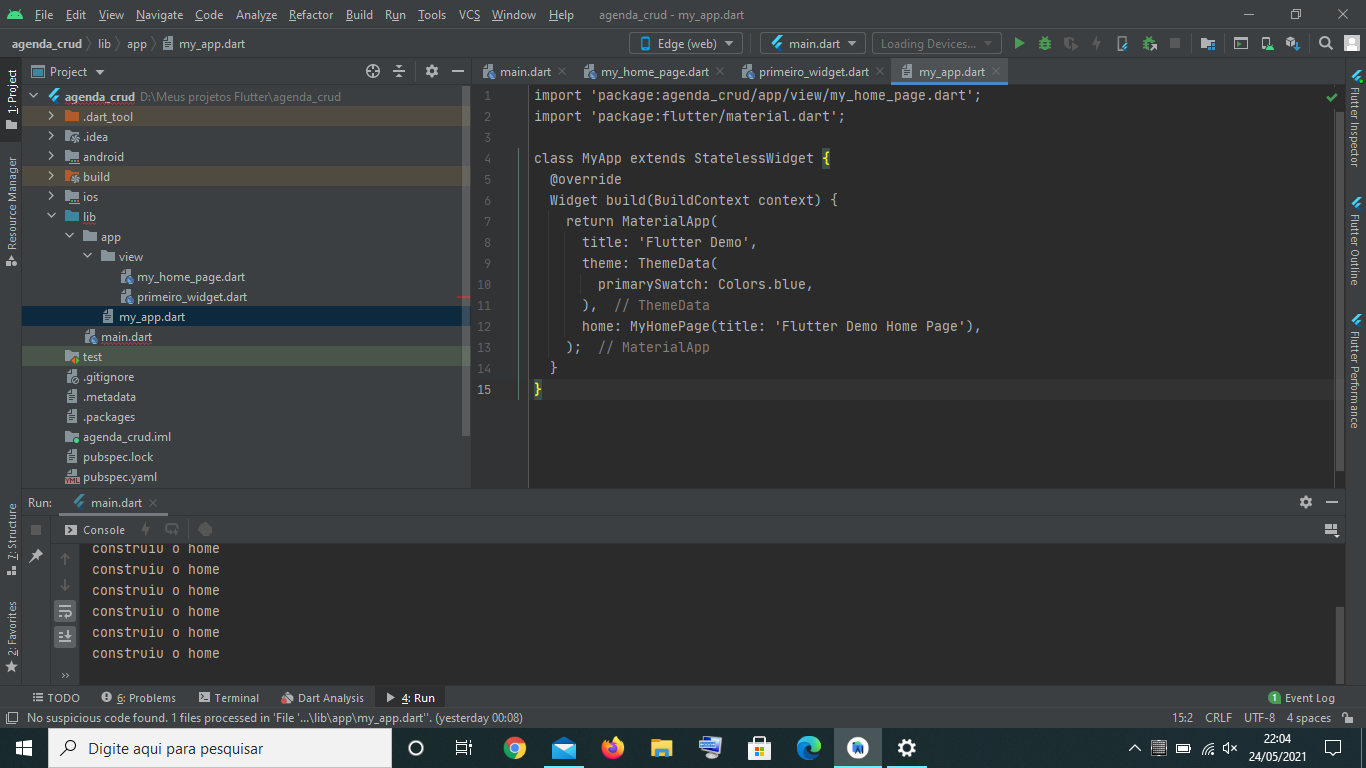 File Edit View Navigate Code Analyze Refactor Build Run Tools VCS Window Help agenda_crud - my_app.dart
agenda_crud lib app my_app.dart Edge (web) main.dart Loading Devices...
1: Project
Resource Manager
7: Structure
2: Favorites
Project
agenda_crud D:\Meus projetos Flutter\agenda_crud
.dart_tool
.idea
android
build
ios
lib
app
view
my_home_page.dart
primeiro_widget.dart
my_app.dart
main.dart
test
.gitignore
.metadata
.packages
agenda_crud.iml
pubspec.lock
pubspec.yaml
main.dart my_home_page.dart primeiro_widget.dart my_app.dart
1 import 'package:agenda_crud/app/view/my_home_page.dart';
2 import 'package:flutter/material.dart';
3
4 class MyApp extends StatelessWidget {
5 @override
6 Widget build(BuildContext context) {
7 return MaterialApp(
8 title: 'Flutter Demo',
9 theme: ThemeData(
10 primarySwatch: Colors.blue,
11 ), // ThemeData
12 home: MyHomePage(title: 'Flutter Demo Home Page'),
13 ); // MaterialApp
14 }
15 }
Flutter Inspector
Flutter Outline
Flutter Performance
Run: main.dart
Console
construiu o home
construiu o home
construiu o home
construiu o home
construiu o home
construiu o home
TODO 6: Problems Terminal Dart Analysis 4: Run 1 Event Log
No suspicious code found. 1 files processed in 'File '...\lib\app\my_app.dart''. (yesterday 00:08) 15:2 CRLF UTF-8 4 spaces
Digite aqui para pesquisar
22:04
24/05/2021